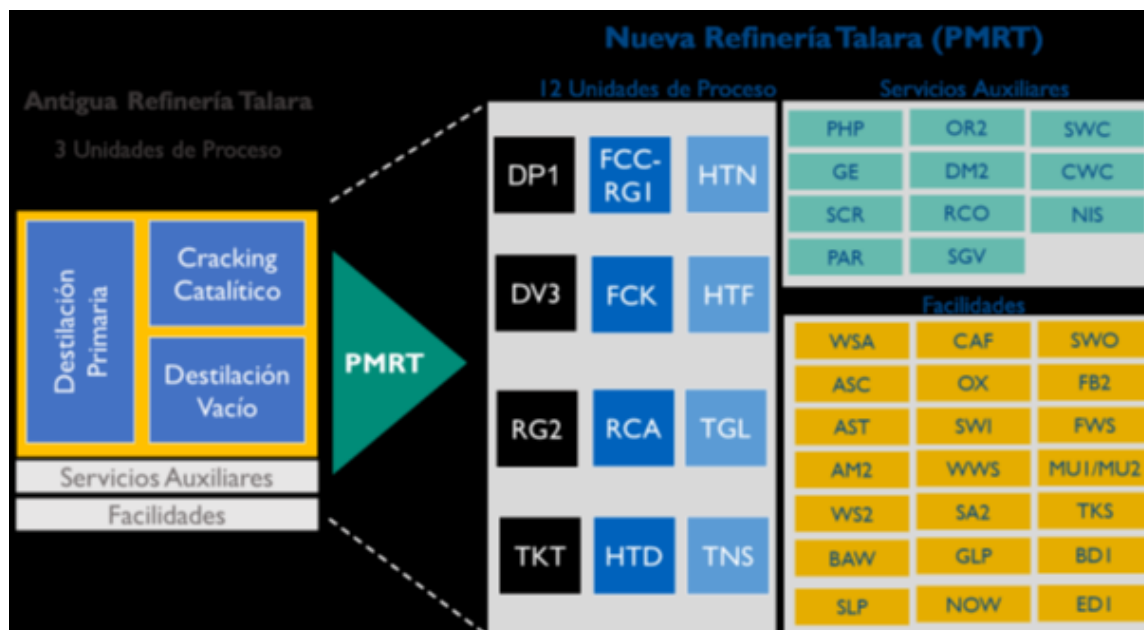 Nueva Refinería Talara (PMRT)
Antigua Refinería Talara
3 Unidades de Proceso
Destilación
Primaria
Cracking
Catalítico
Destilación
Vacío
Servicios Auxiliares
Facilidades
PMRT
12 Unidades de Proceso
DP1
FCC-
RG1
HTN
DV3
FCK
HTF
RG2
RCA
TGL
TKT
HTD
TNS
Servicios Auxiliares
PHP
OR2
SWC
GE
DM2
CWC
SCR
RCO
NIS
PAR
SGV
Facilidades
WSA
CAF
SWO
ASC
OX
FB2
AST
SWI
FWS
AM2
WWS
MU1/MU2
WS2
SA2
TKS
BAW
GLP
BD1
SLP
NOW
ED1